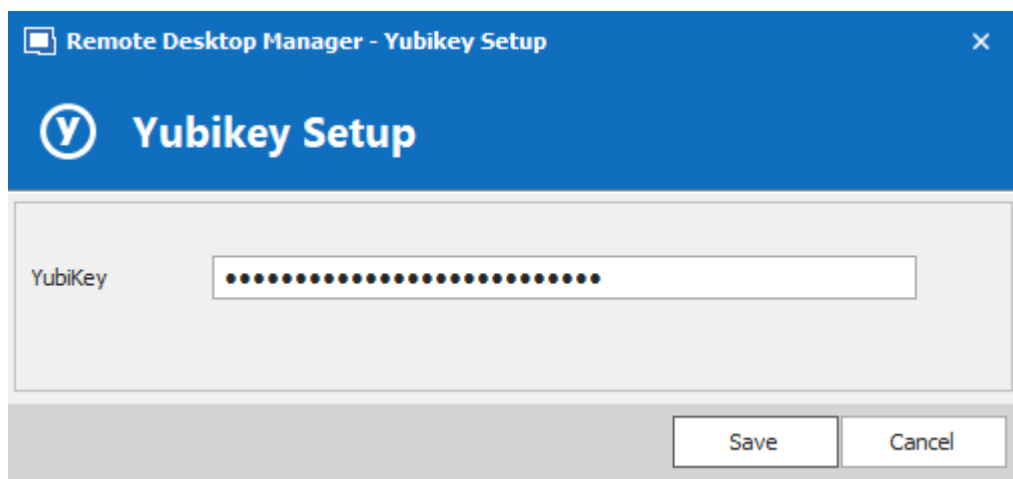 Remote Desktop Manager - Yubikey Setup
Yubikey Setup
YubiKey ●●●●●●●●●●●●●●●●●●●●●●●●●●●
Save Cancel